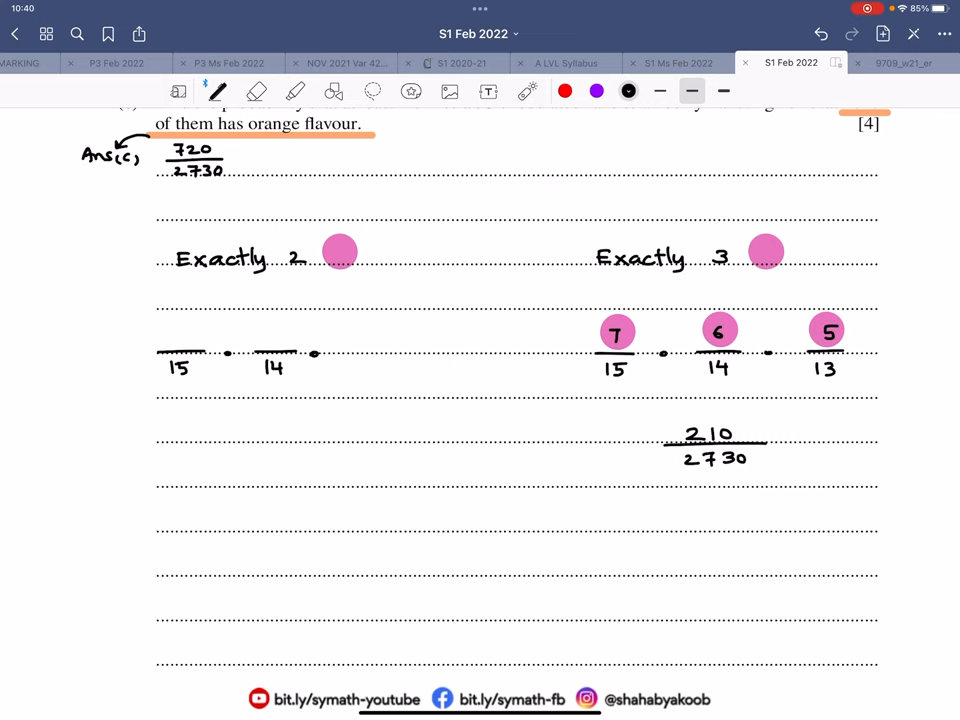 10:40
85%
S1 Feb 2022
MARKING P3 Feb 2022 P3 Ms Feb 2022 NOV 2021 Var 42... S1 2020-21 A LVL Syllabus S1 Ms Feb 2022 S1 Feb 2022 9709_w21_er
of them has orange flavour. [4]
Ans(c) 720
2730
Exactly 2 Exactly 3
7 6 5
15 . 14 . 15 . 14 . 13
210
2730
bit.ly/symath-youtube bit.ly/symath-fb @shahabyakoob